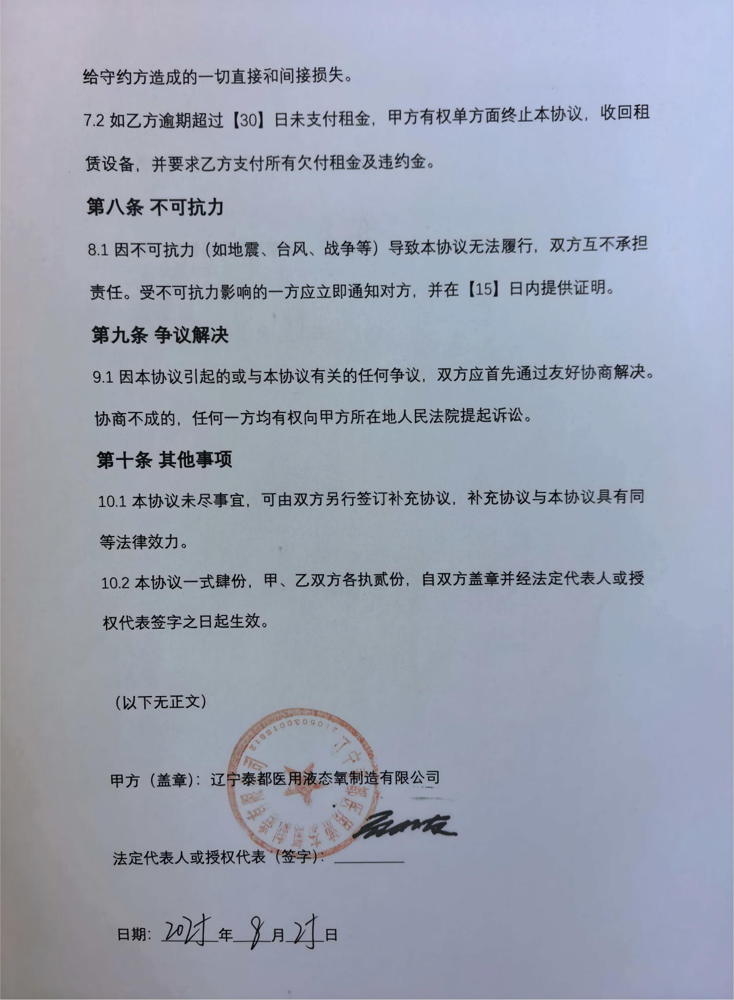 给守约方造成的一切直接和间接损失。
7.2 如乙方逾期超过【30】日未支付租金，甲方有权单方面终止本协议，收回租
赁设备，并要求乙方支付所有欠付租金及违约金。
第八条 不可抗力
8.1 因不可抗力（如地震、台风、战争等）导致本协议无法履行，双方互不承担
责任。受不可抗力影响的一方应立即通知对方，并在【15】日内提供证明。
第九条 争议解决
9.1 因本协议引起的或与本协议有关的任何争议，双方应首先通过友好协商解决。
协商不成的，任何一方均有权向甲方所在地人民法院提起诉讼。
第十条 其他事项
10.1 本协议未尽事宜，可由双方另行签订补充协议，补充协议与本协议具有同
等法律效力。
10.2 本协议一式肆份，甲、乙双方各执贰份，自双方盖章并经法定代表人或授
权代表签字之日起生效。
（以下无正文）
甲方（盖章）：辽宁泰都医用液态氧制造有限公司
法定代表人或授权代表（签字）：
日期：2025年8月25日